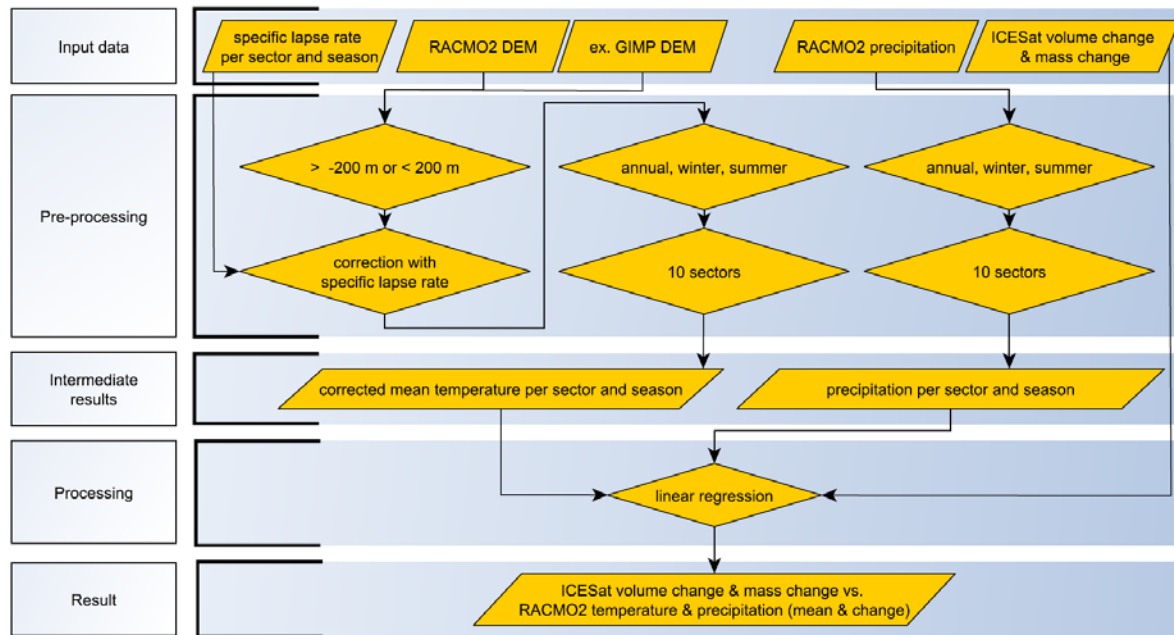 Input data
specific lapse rate
per sector and season
RACMO2 DEM
ex. GIMP DEM
RACMO2 precipitation
ICESat volume change
& mass change
Pre-processing
> -200 m or < 200 m
annual, winter, summer
annual, winter, summer
correction with
specific lapse rate
10 sectors
10 sectors
Intermediate
results
corrected mean temperature per sector and season
precipitation per sector and season
Processing
linear regression
Result
ICESat volume change & mass change vs.
RACMO2 temperature & precipitation (mean & change)